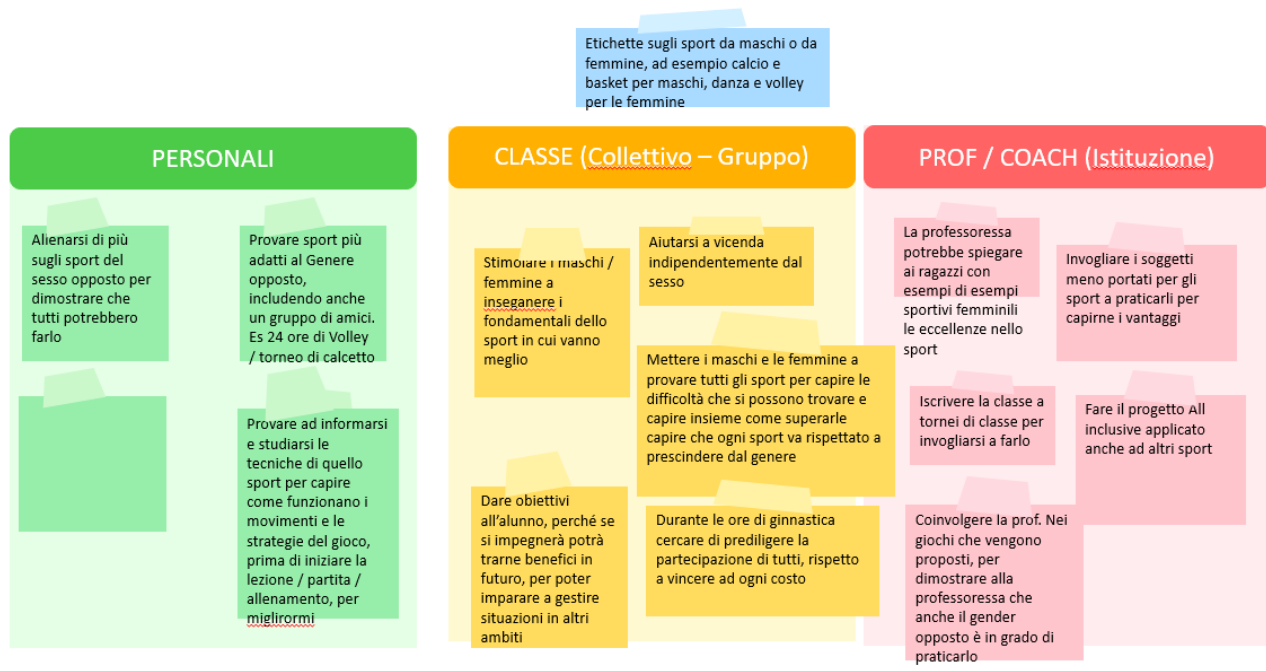 Etichette sugli sport da maschi o da
femmine, ad esempio calcio e
basket per maschi, danza e volley
per le femmine
PERSONALI
Alienarsi di più
sugli sport del
sesso opposto per
dimostrare che
tutti potrebbero
farlo
Provare sport più
adatti al Genere
opposto,
includendo anche
un gruppo di amici.
Es 24 ore di Volley
/ torneo di calcetto
Provare ad informarsi
e studiarsi le
tecniche di quello
sport per capire
come funzionano i
movimenti e le
strategie del gioco,
prima di iniziare la
lezione / partita /
allenamento, per
miglirormi
CLASSE (Collettivo – Gruppo)
Stimolare i maschi /
femmine a
inseganere i
fondamentali dello
sport in cui vanno
meglio
Aiutarsi a vicenda
indipendentemente dal
sesso
Mettere i maschi e le femmine a
provare tutti gli sport per capire le
difficoltà che si possono trovare e
capire insieme come superarle
capire che ogni sport va rispettato a
prescindere dal genere
Dare obiettivi
all’alunno, perché se
si impegnerà potrà
trarne benefici in
futuro, per poter
imparare a gestire
situazioni in altri
ambiti
Durante le ore di ginnastica
cercare di prediligere la
partecipazione di tutti, rispetto
a vincere ad ogni costo
PROF / COACH (Istituzione)
La professoressa
potrebbe spiegare
ai ragazzi con
esempi di esempi
sportivi femminili
le eccellenze nello
sport
Invogliare i soggetti
meno portati per gli
sport a praticarli per
capirne i vantaggi
Iscrivere la classe a
tornei di classe per
invogliarsi a farlo
Fare il progetto All
inclusive applicato
anche ad altri sport
Coinvolgere la prof. Nei
giochi che vengono
proposti, per
dimostrare alla
professoressa che
anche il gender
opposto è in grado di
praticarlo